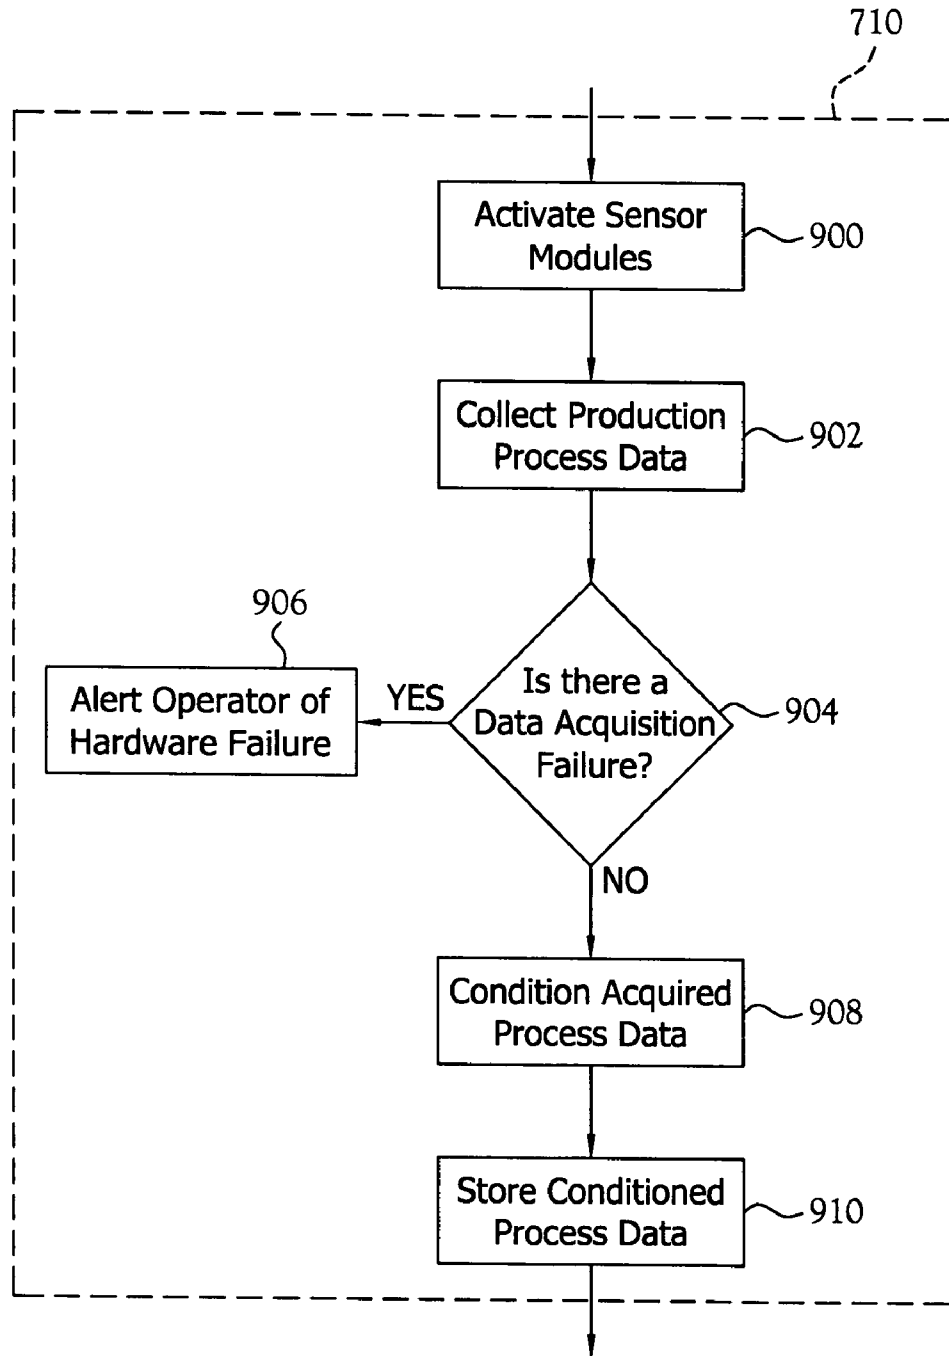 710
Activate Sensor
Modules
900
Collect Production
Process Data
902
906
Alert Operator of
Hardware Failure
YES
Is there a
Data Acquisition
Failure?
904
NO
Condition Acquired
Process Data
908
Store Conditioned
Process Data
910